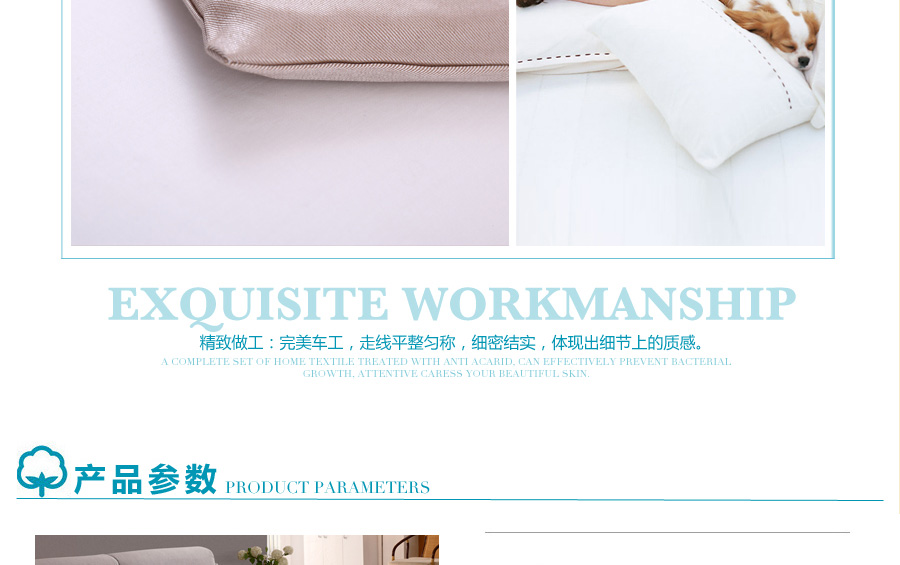 EXQUISITE WORKMANSHIP
精致做工：完美车工，走线平整匀称，细密结实，体现出细节上的质感。
A COMPLETE SET OF HOME TEXTILE TREATED WITH ANTI ACARID, CAN EFFECTIVELY PREVENT BACTERIAL
GROWTH, ATTENTIVE CARESS YOUR BEAUTIFUL SKIN.
产品参数 PRODUCT PARAMETERS